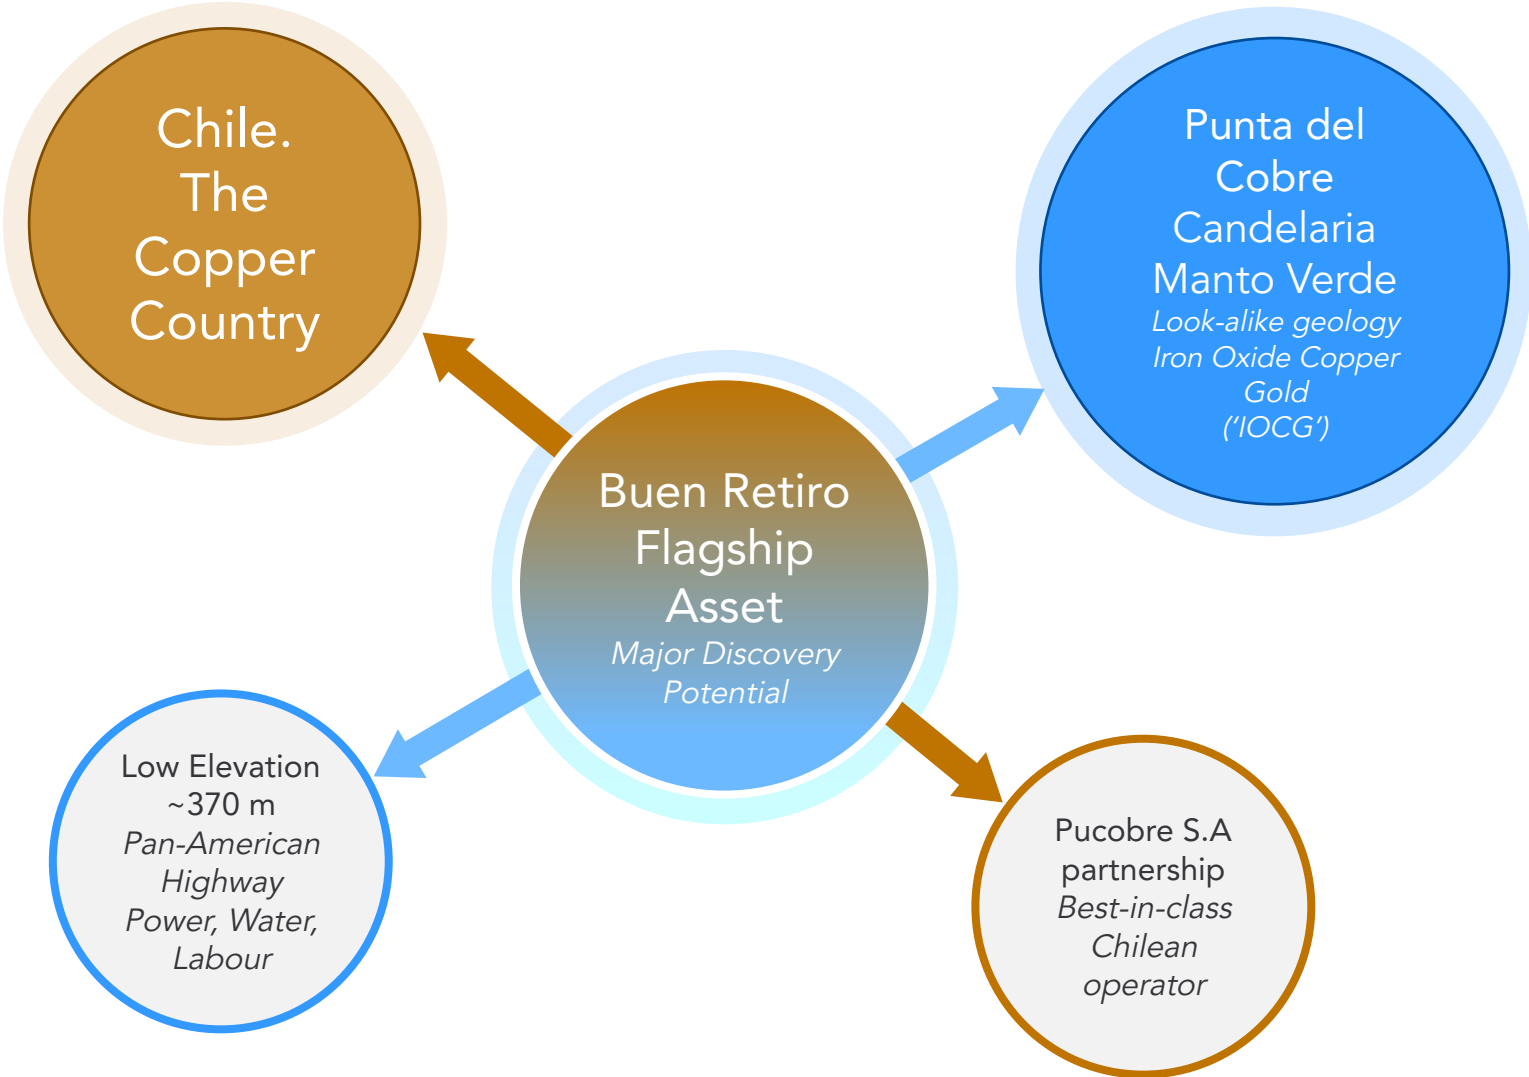 Chile.
The
Copper
Country
Punta del
Cobre
Candelaria
Manto Verde
Look-alike geology
Iron Oxide Copper
Gold
(‘IOCG’)
Buen Retiro
Flagship
Asset
Major Discovery
Potential
Low Elevation
~370 m
Pan-American
Highway
Power, Water,
Labour
Pucobre S.A
partnership
Best-in-class
Chilean
operator